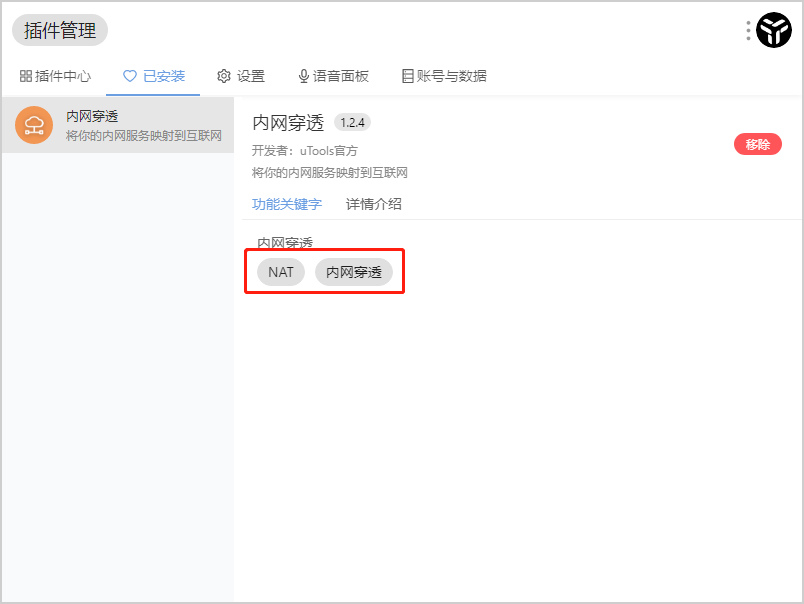 插件管理
插件中心 已安装 设置 语音面板 账号与数据
内网穿透
将你的内网服务映射到互联网
内网穿透 1.2.4
开发者：uTools官方
将你的内网服务映射到互联网
移除
功能关键字 详情介绍
内网穿透
NAT 内网穿透